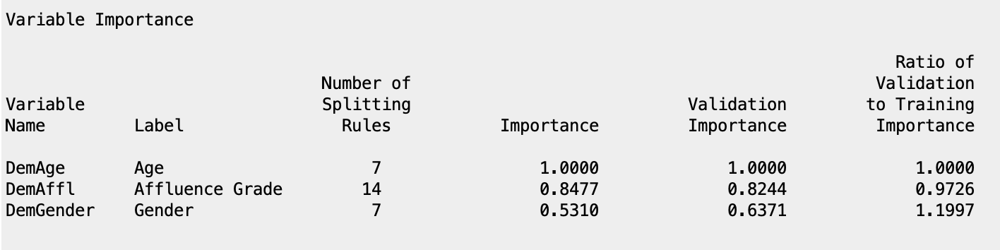 Variable Importance
Ratio of
Number of Validation
Variable Splitting Validation to Training
Name Label Rules Importance Importance Importance
DemAge Age 7 1.0000 1.0000 1.0000
DemAffl Affluence Grade 14 0.8477 0.8244 0.9726
DemGender Gender 7 0.5310 0.6371 1.1997